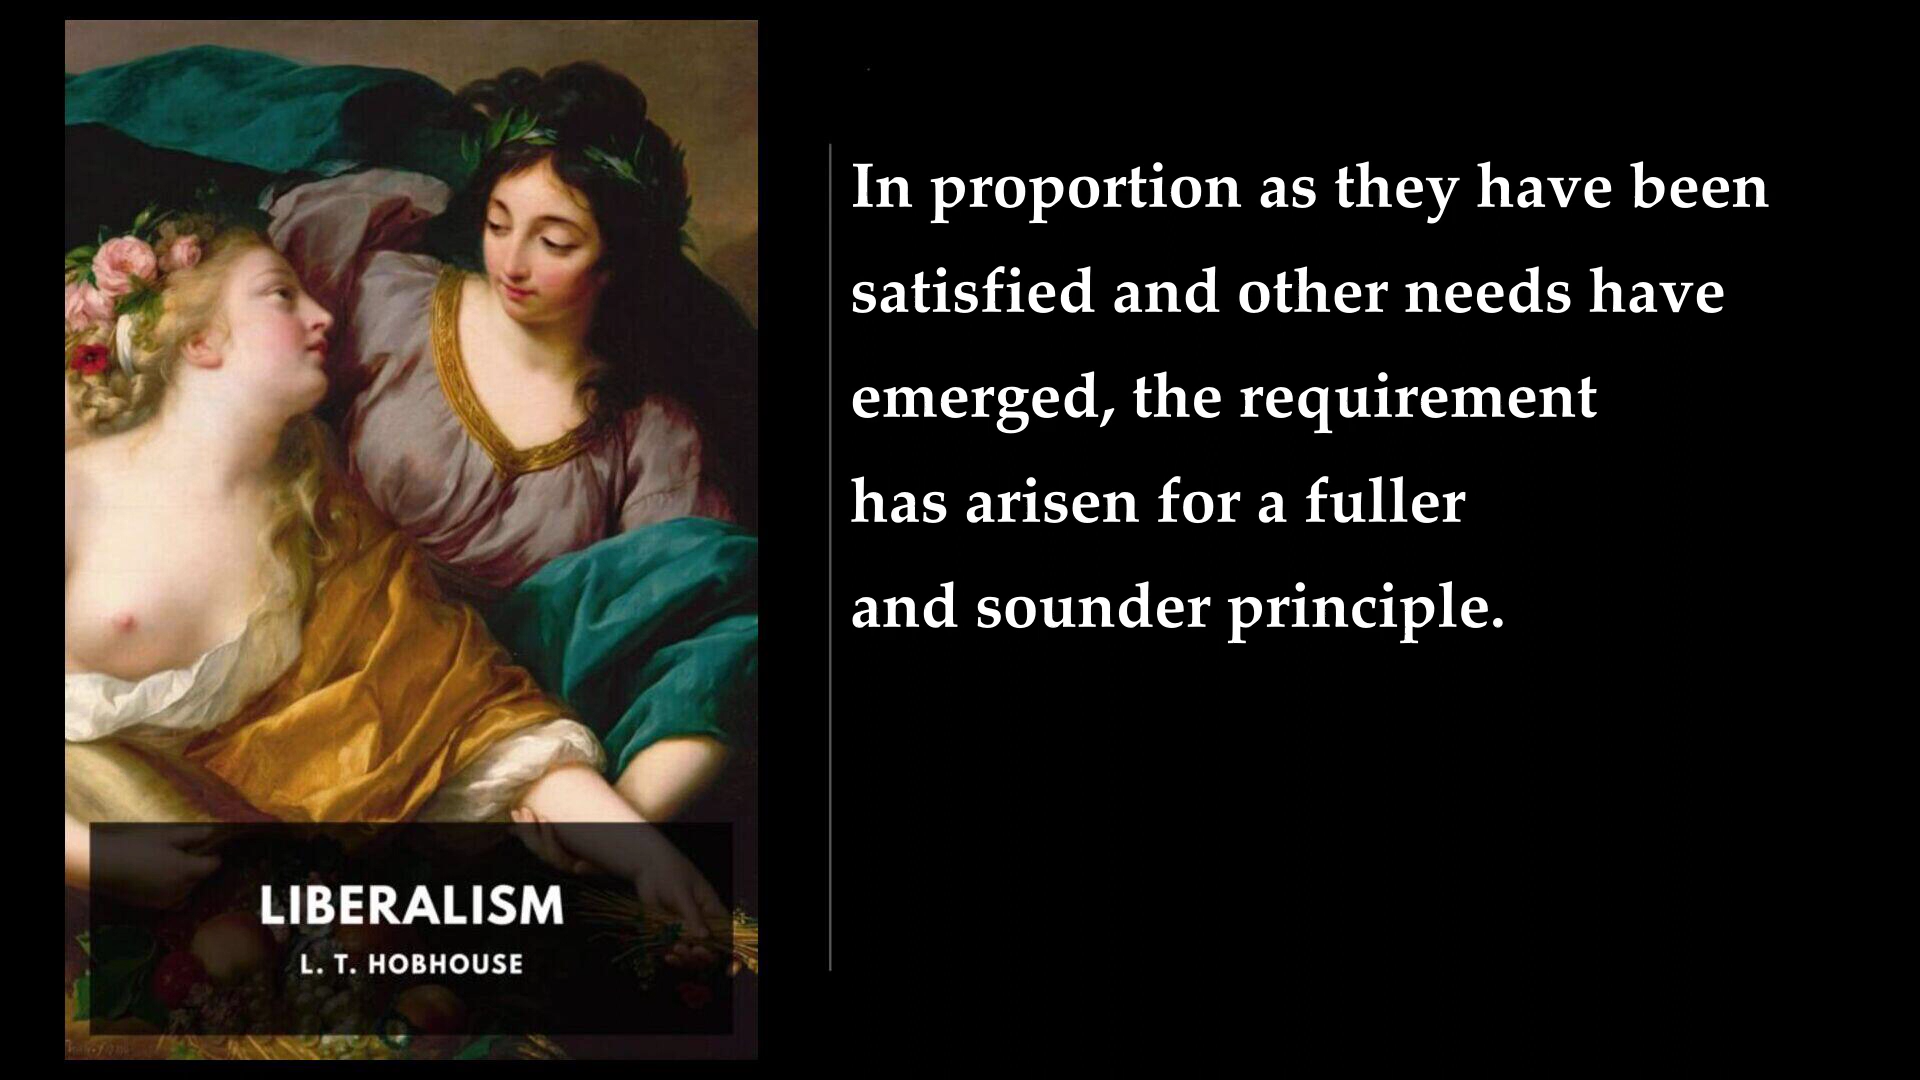 LIBERALISM
L. T. HOBHOUSE
In proportion as they have been
satisfied and other needs have
emerged, the requirement
has arisen for a fuller
and sounder principle.